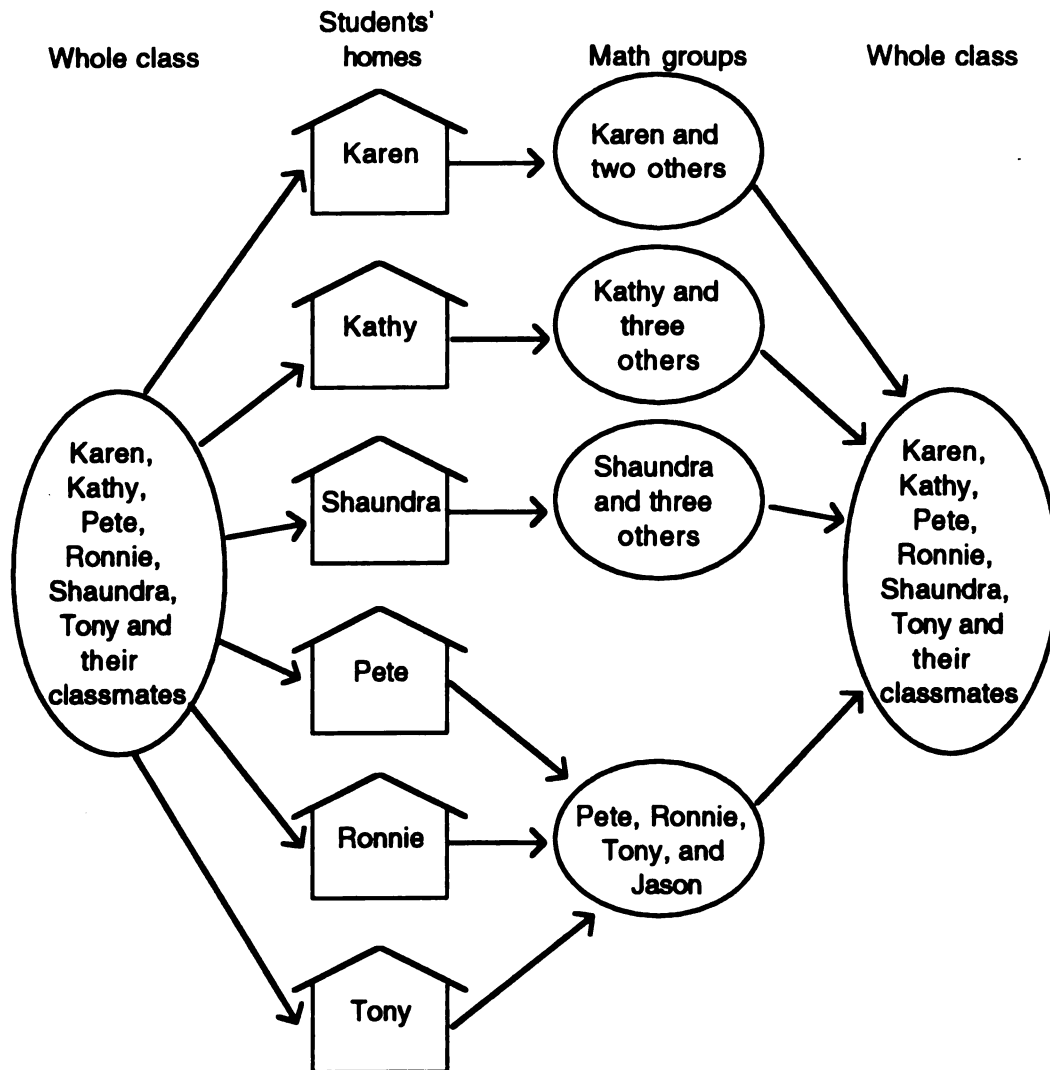 Whole class
Students'
homes
Math groups
Whole class
Karen
Karen and
two others
Kathy
Kathy and
three
others
Karen,
Kathy,
Pete,
Ronnie,
Shaundra,
Tony and
their
classmates
Shaundra
Shaundra
and three
others
Karen,
Kathy,
Pete,
Ronnie,
Shaundra,
Tony and
their
classmates
Pete
Ronnie
Pete, Ronnie,
Tony, and
Jason
Tony